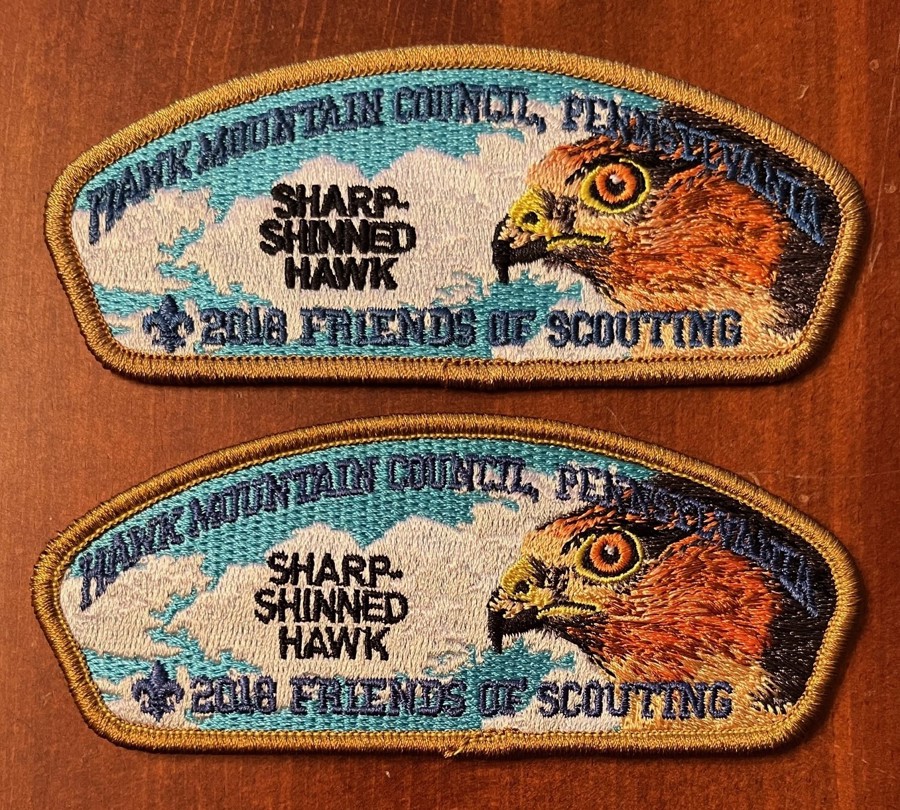 HAWK MOUNTAIN COUNCIL, PENNSYLVANIA
SHARP-
SHINNED
HAWK
2018 FRIENDS OF SCOUTING
HAWK MOUNTAIN COUNCIL, PENNSYLVANIA
SHARP-
SHINNED
HAWK
2018 FRIENDS OF SCOUTING